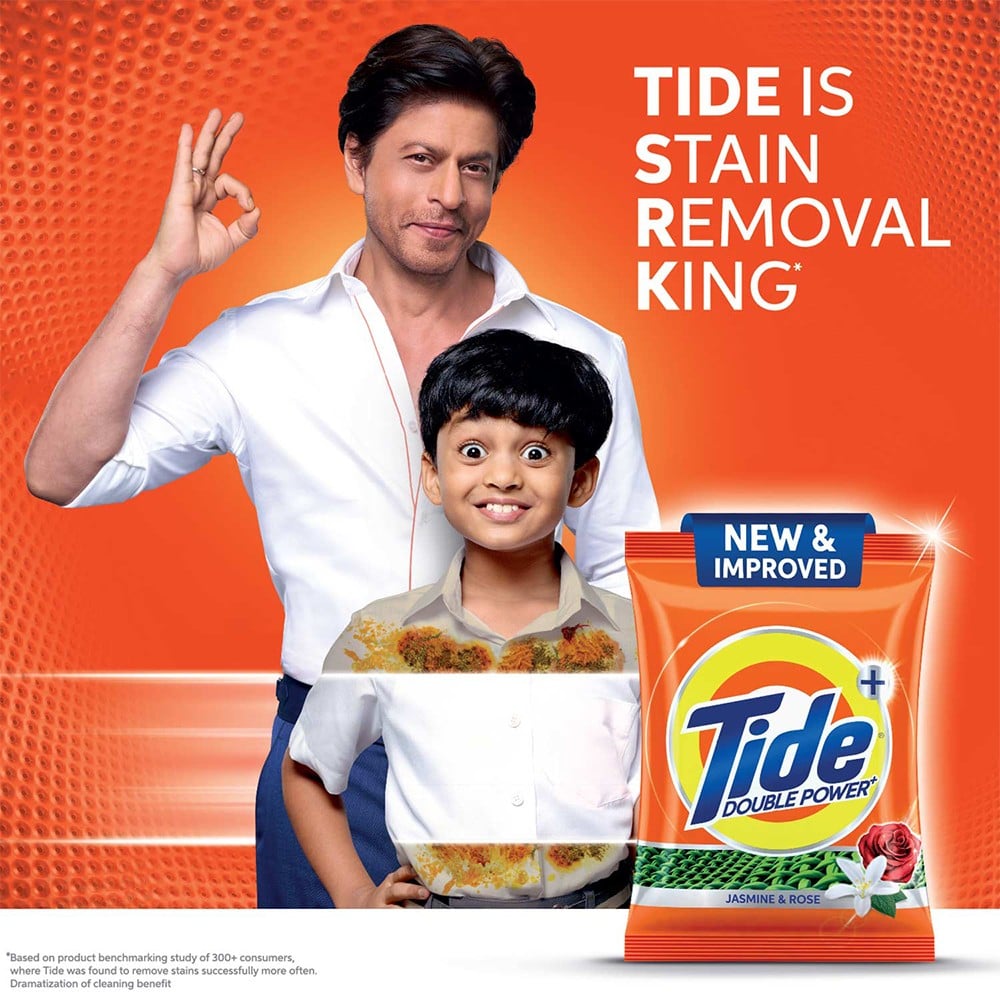 TIDE IS
STAIN
REMOVAL
KING*
NEW &
IMPROVED
+
Tide®
DOUBLE POWER+
JASMINE & ROSE
*Based on product benchmarking study of 300+ consumers,
where Tide was found to remove stains successfully more often.
Dramatization of cleaning benefit